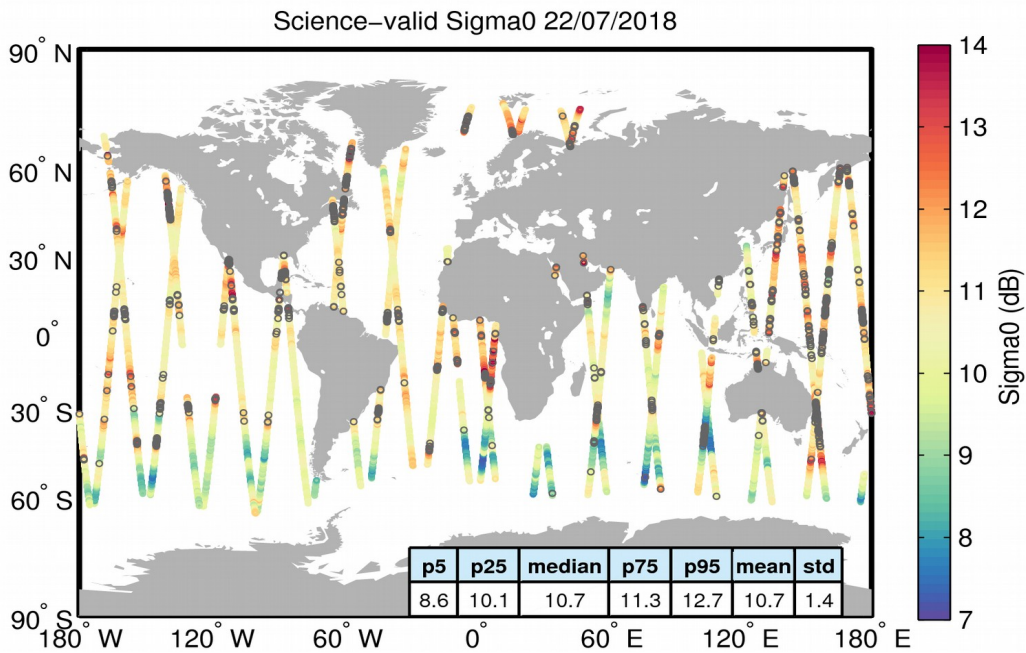 Science−valid Sigma0 22/07/2018
90° N
60° N
30° N
0°
30° S
60° S
90° S
180° W
120° W
60° W
0°
60° E
120° E
180° E
p5 p25 median p75 p95 mean std
8.6 10.1 10.7 11.3 12.7 10.7 1.4
14
13
12
11
10
9
8
7
Sigma0 (dB)